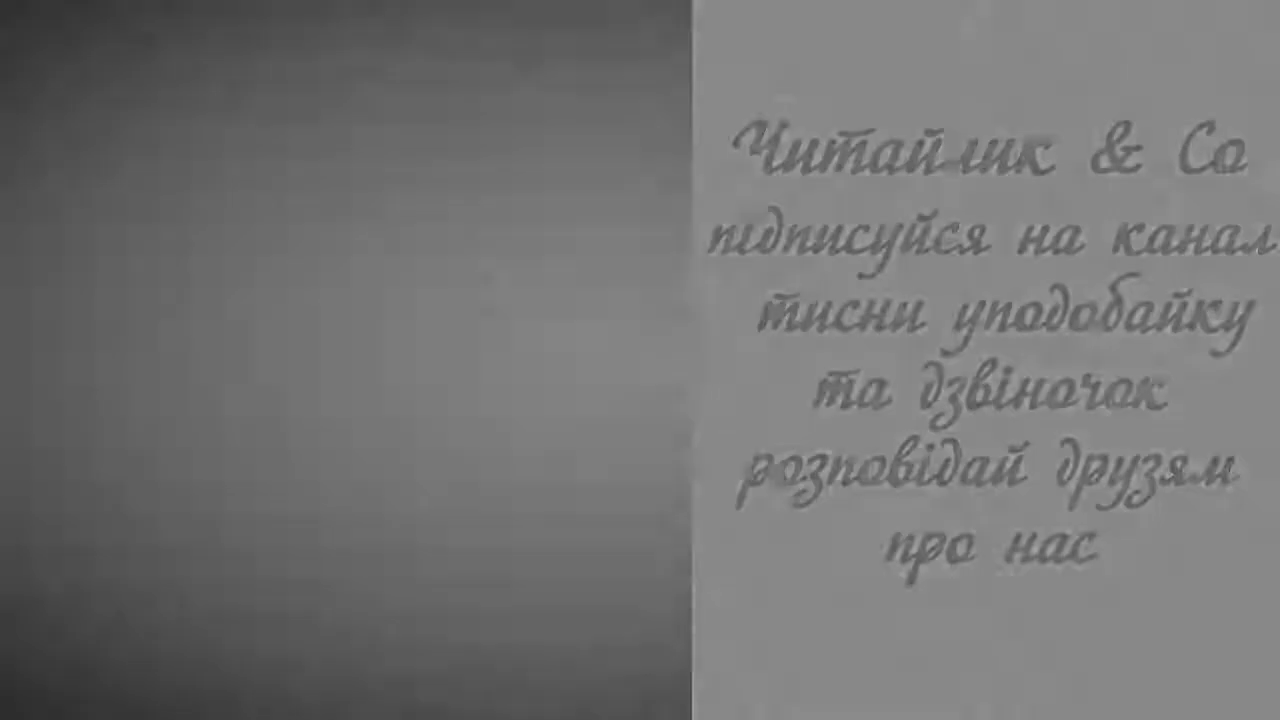 Читайлик & Co
підписуйся на канал
тисни уподобайку
та дзвіночок
розповідай друзям
про нас